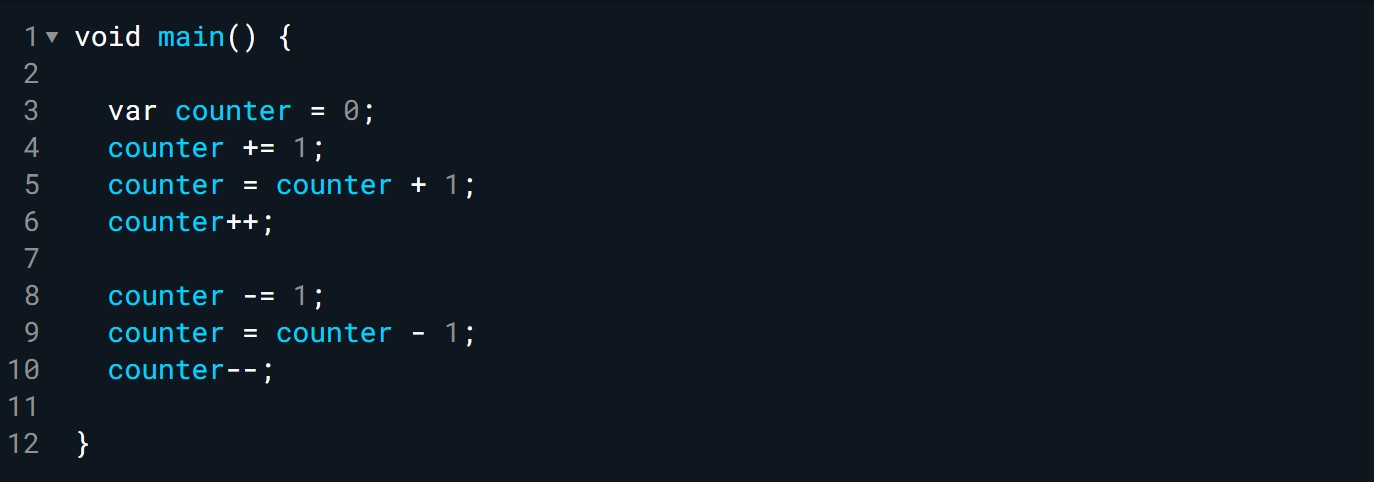 1 void main() {
2
3   var counter = 0;
4   counter += 1;
5   counter = counter + 1;
6   counter++;
7
8   counter -= 1;
9   counter = counter - 1;
10   counter--;
11
12 }